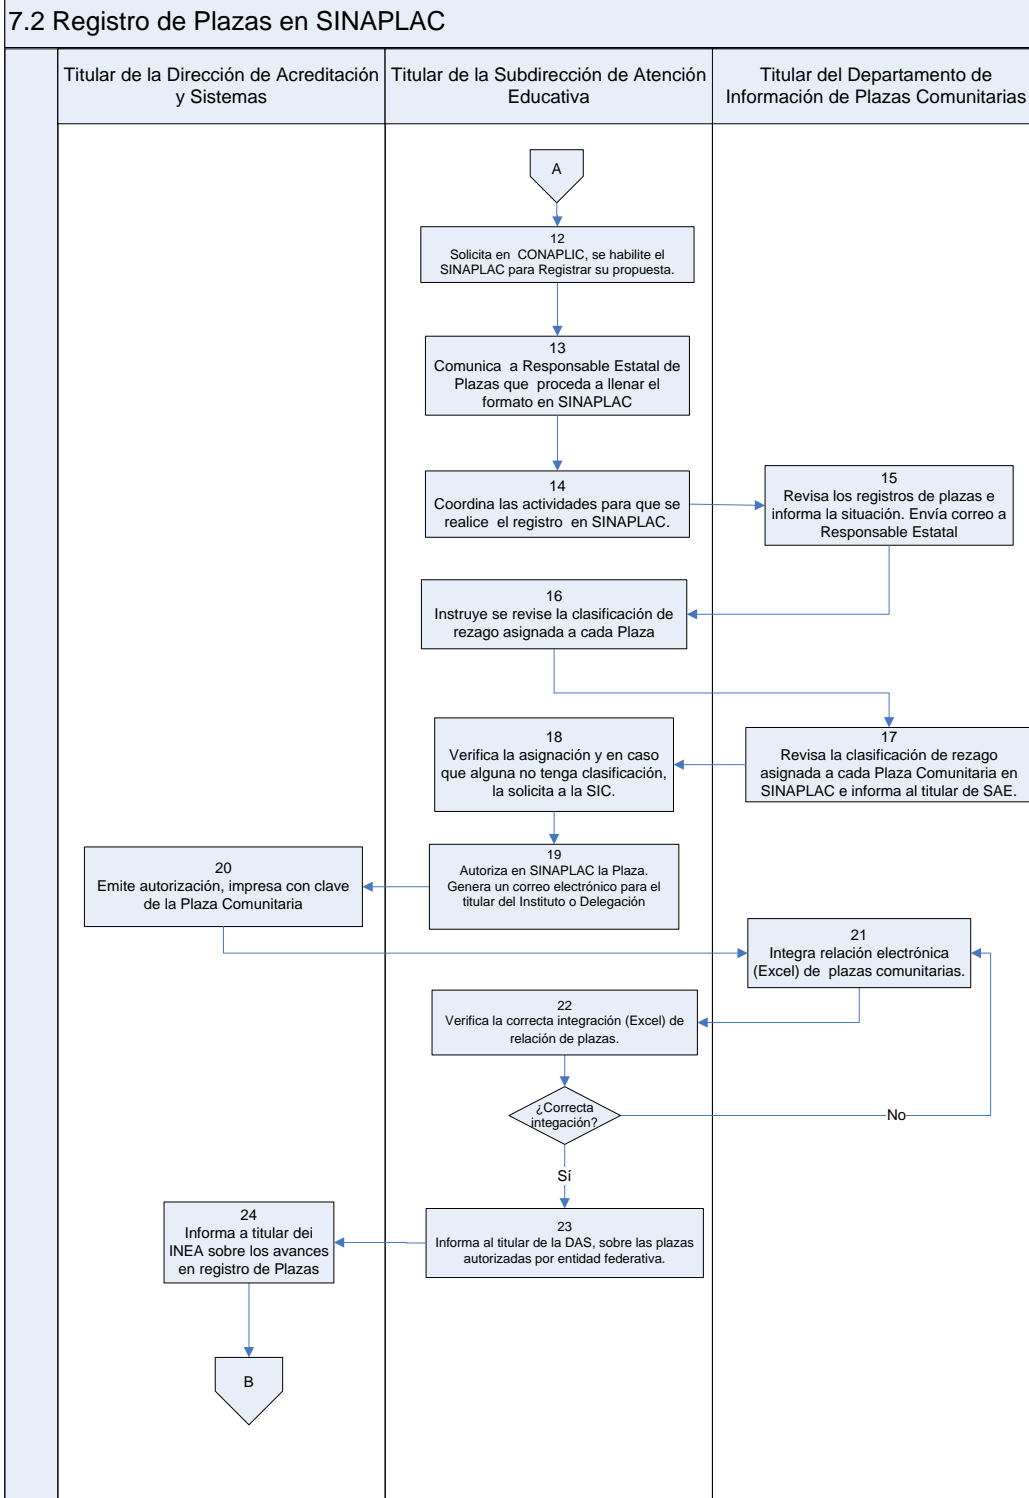 7.2 Registro de Plazas en SINAPLAC
Titular de la Dirección de Acreditación
y Sistemas
Titular de la Subdirección de Atención
Educativa
Titular del Departamento de
Información de Plazas Comunitarias
A
12
Solicita en CONAPLIC, se habilite el
SINAPLAC para Registrar su propuesta.
13
Comunica a Responsable Estatal de
Plazas que proceda a llenar el
formato en SINAPLAC
14
Coordina las actividades para que se
realice el registro en SINAPLAC.
15
Revisa los registros de plazas e
informa la situación. Envía correo a
Responsable Estatal
16
Instruye se revise la clasificación de
rezago asignada a cada Plaza
17
Revisa la clasificación de rezago
asignada a cada Plaza Comunitaria en
SINAPLAC e informa al titular de SAE.
18
Verifica la asignación y en caso
que alguna no tenga clasificación,
la solicita a la SIC.
19
Autoriza en SINAPLAC la Plaza.
Genera un correo electrónico para el
titular del Instituto o Delegación
20
Emite autorización, impresa con clave
de la Plaza Comunitaria
21
Integra relación electrónica
(Excel) de plazas comunitarias.
22
Verifica la correcta integración (Excel) de
relación de plazas.
¿Correcta
integación?
No
Sí
23
Informa al titular de la DAS, sobre las plazas
autorizadas por entidad federativa.
24
Informa a titular dei
INEA sobre los avances
en registro de Plazas
B